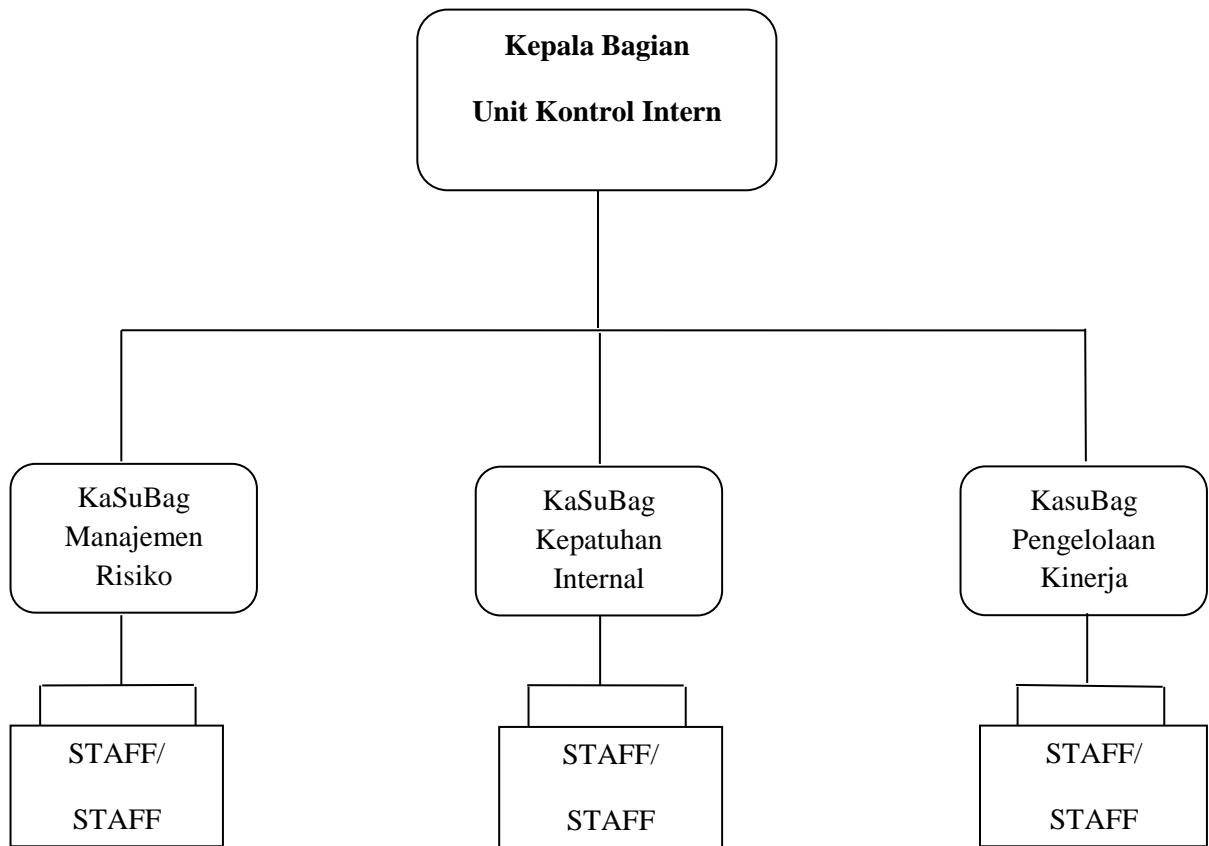 Kepala Bagian
Unit Kontrol Intern
KaSuBag
Manajemen
Risiko
KaSuBag
Kepatuhan
Internal
KasuBag
Pengelolaan
Kinerja
STAFF/
STAFF
STAFF/
STAFF
STAFF/
STAFF